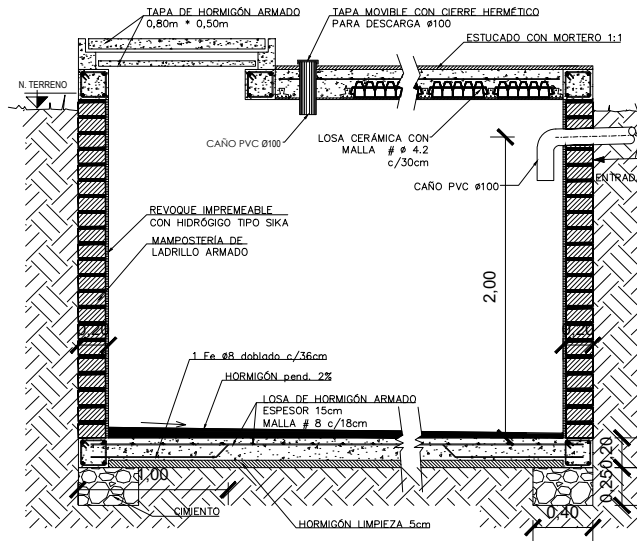 TAPA DE HORMIGÓN ARMADO
0,80m * 0,50m
TAPA MOVIBLE CON CIERRE HERMÉTICO
PARA DESCARGA ø100
ESTUCADO CON MORTERO 1:1
N. TERRENO
CAÑO PVC Ø100
LOSA CERÁMICA CON
MALLA # ø 4.2
c/30cm
CAÑO PVC ø100
ENTRAD
REVOQUE IMPREMEABLE
CON HIDRÓGIGO TIPO SIKA
MAMPOSTERÍA DE
LADRILLO ARMADO
2,00
0,20
0,20
1 Fe ø8 doblado c/36cm
HORMIGÓN pend. 2%
LOSA DE HORMIGÓN ARMADO
ESPESOR 15cm
MALLA # 8 c/18cm
1,00
0,20
0,25
CIMIENTO
HORMIGÓN LIMPIEZA 5cm
0,40